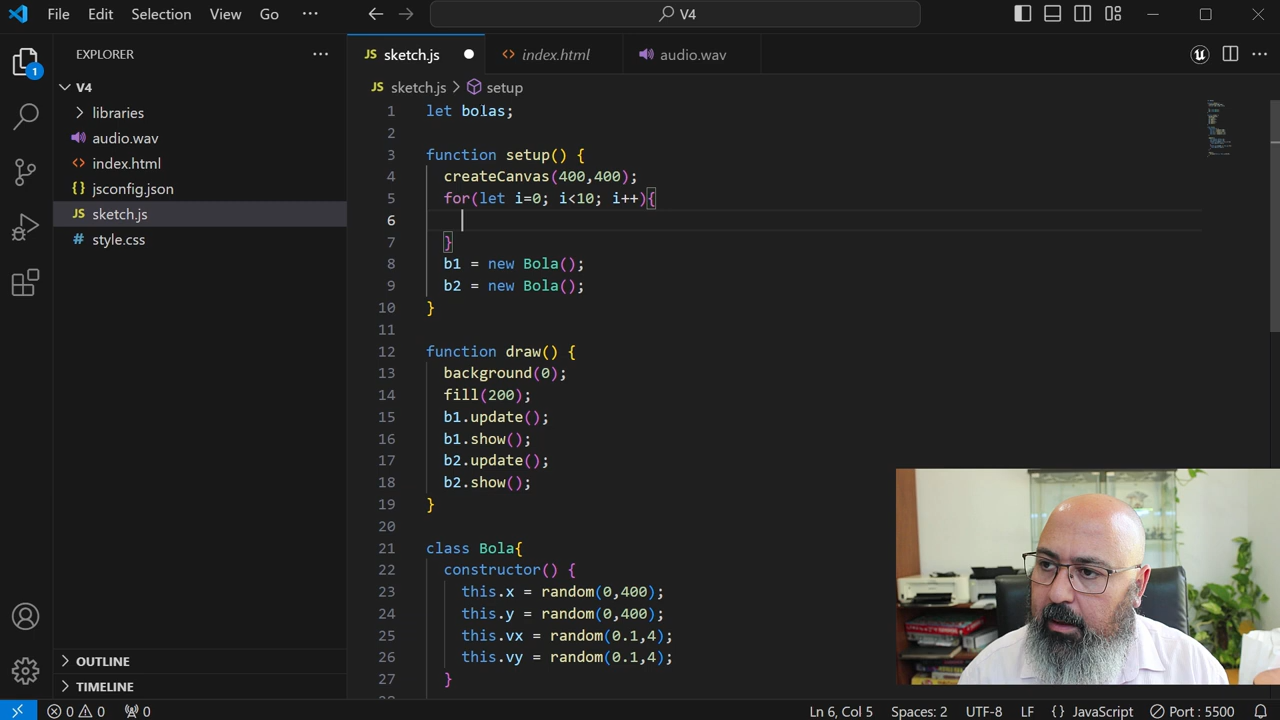 File Edit Selection View Go ··· V4
EXPLORER ···
1
V4
libraries
audio.wav
index.html
{} jsconfig.json
JS sketch.js
# style.css
OUTLINE
TIMELINE
JS sketch.js ● <> index.html audio.wav
JS sketch.js > setup
1 let bolas;
2
3 function setup() {
4 createCanvas(400,400);
5 for(let i=0; i<10; i++){
6
7 }
8 b1 = new Bola();
9 b2 = new Bola();
10 }
11
12 function draw() {
13 background(0);
14 fill(200);
15 b1.update();
16 b1.show();
17 b2.update();
18 b2.show();
19 }
20
21 class Bola{
22 constructor() {
23 this.x = random(0,400);
24 this.y = random(0,400);
25 this.vx = random(0.1,4);
26 this.vy = random(0.1,4);
27 }
0 0 0 Ln 6, Col 5 Spaces: 2 UTF-8 LF {} JavaScript Port : 5500